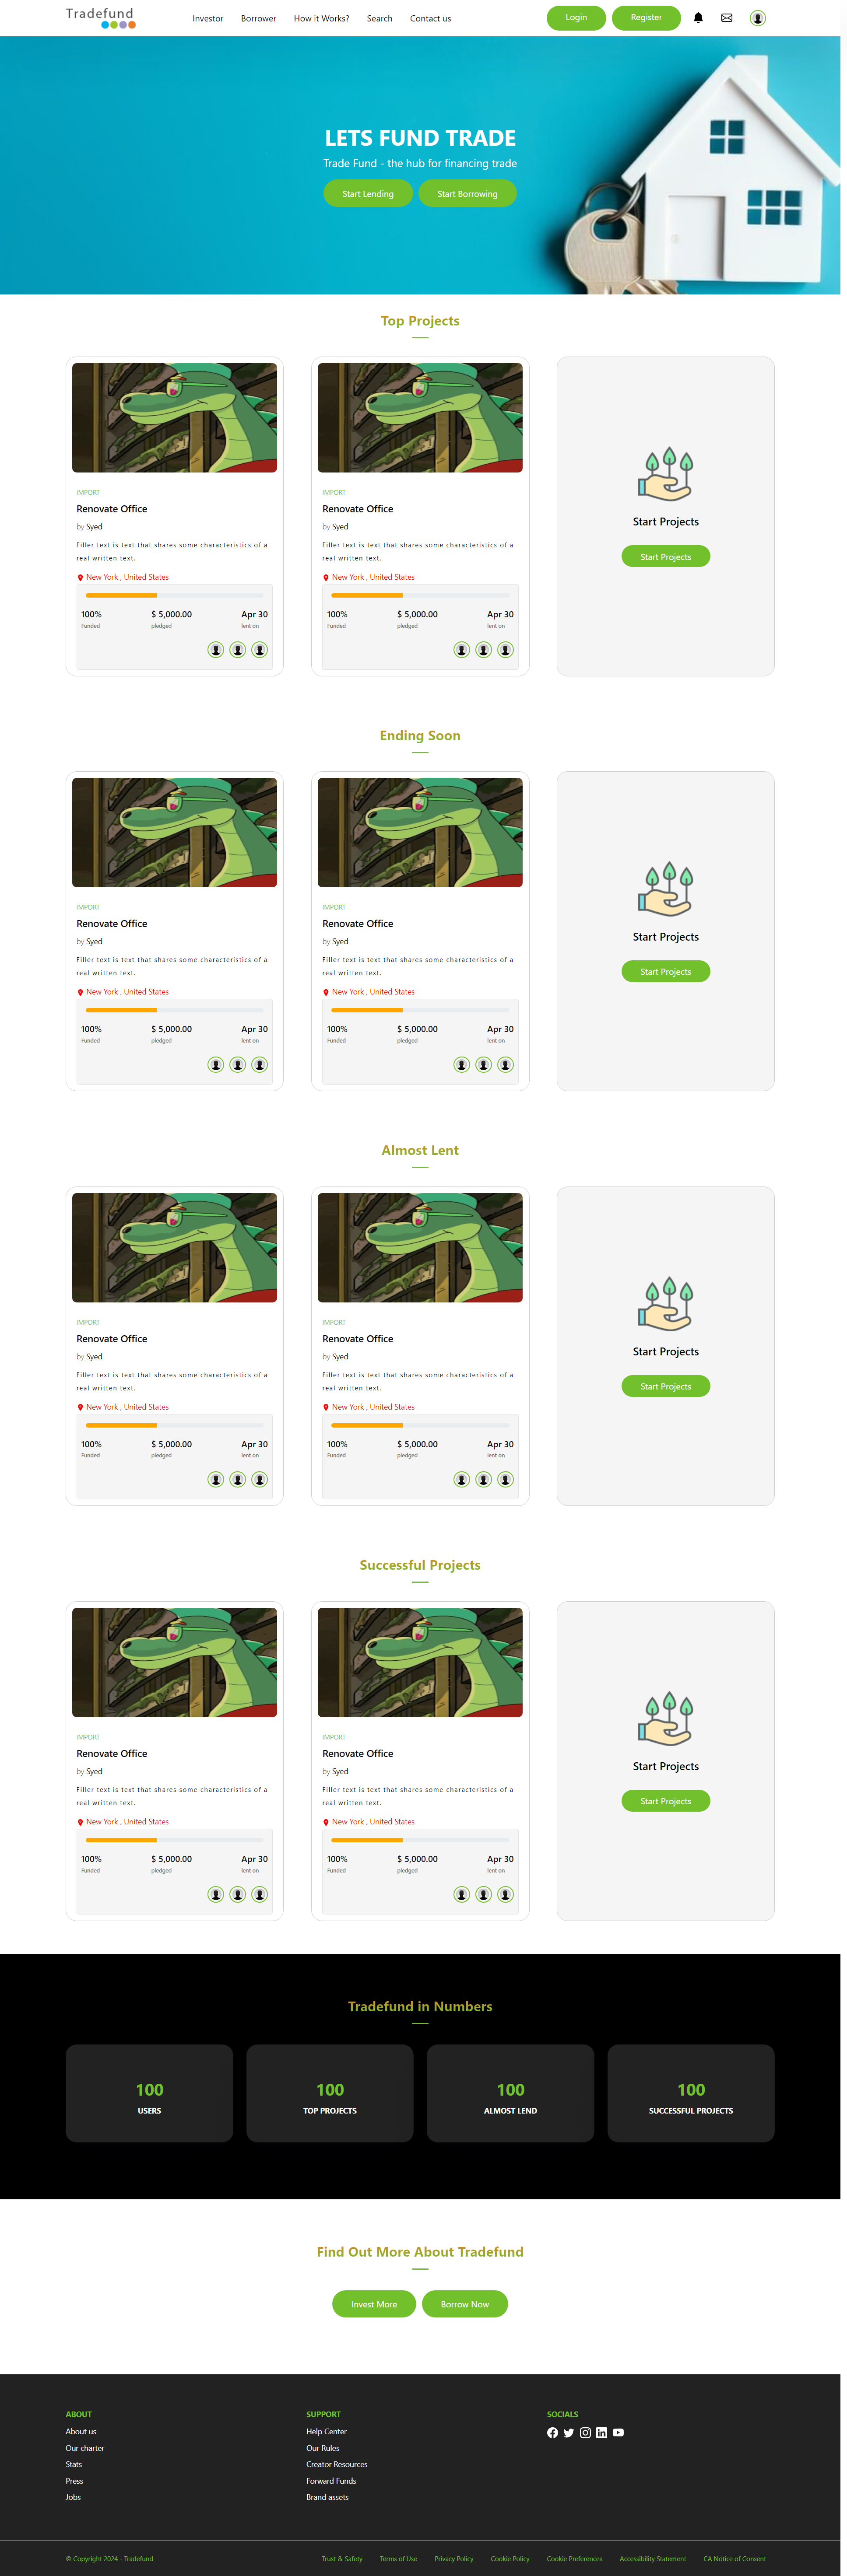 Tradefund
Investor Borrower How it Works? Search Contact us Login Register
LETS FUND TRADE
Trade Fund - the hub for financing trade
Start Lending Start Borrowing
Top Projects
IMPORT IMPORT
Renovate Office Renovate Office
by Syed by Syed
Start Projects
Filler text is text that shares some characteristics of a Filler text is text that shares some characteristics of a
real written text. real written text.
Start Projects
New York , United States New York , United States
100% $ 5,000.00 Apr 30 100% $ 5,000.00 Apr 30
Funded pledged lent on Funded pledged lent on
Ending Soon
IMPORT IMPORT
Renovate Office Renovate Office
by Syed by Syed
Start Projects
Filler text is text that shares some characteristics of a Filler text is text that shares some characteristics of a
real written text. real written text.
Start Projects
New York , United States New York , United States
100% $ 5,000.00 Apr 30 100% $ 5,000.00 Apr 30
Funded pledged lent on Funded pledged lent on
Almost Lent
IMPORT IMPORT
Renovate Office Renovate Office
by Syed by Syed
Start Projects
Filler text is text that shares some characteristics of a Filler text is text that shares some characteristics of a
real written text. real written text.
Start Projects
New York , United States New York , United States
100% $ 5,000.00 Apr 30 100% $ 5,000.00 Apr 30
Funded pledged lent on Funded pledged lent on
Successful Projects
IMPORT IMPORT
Renovate Office Renovate Office
by Syed by Syed
Start Projects
Filler text is text that shares some characteristics of a Filler text is text that shares some characteristics of a
real written text. real written text.
Start Projects
New York , United States New York , United States
100% $ 5,000.00 Apr 30 100% $ 5,000.00 Apr 30
Funded pledged lent on Funded pledged lent on
Tradefund in Numbers
100 100 100 100
USERS TOP PROJECTS ALMOST LEND SUCCESSFUL PROJECTS
Find Out More About Tradefund
Invest More Borrow Now
ABOUT SUPPORT SOCIALS
About us Help Center
Our charter Our Rules
Stats Creator Resources
Press Forward Funds
Jobs Brand assets
© Copyright 2024 - Tradefund Trust & Safety Terms of Use Privacy Policy Cookie Policy Cookie Preferences Accessibility Statement CA Notice of Consent